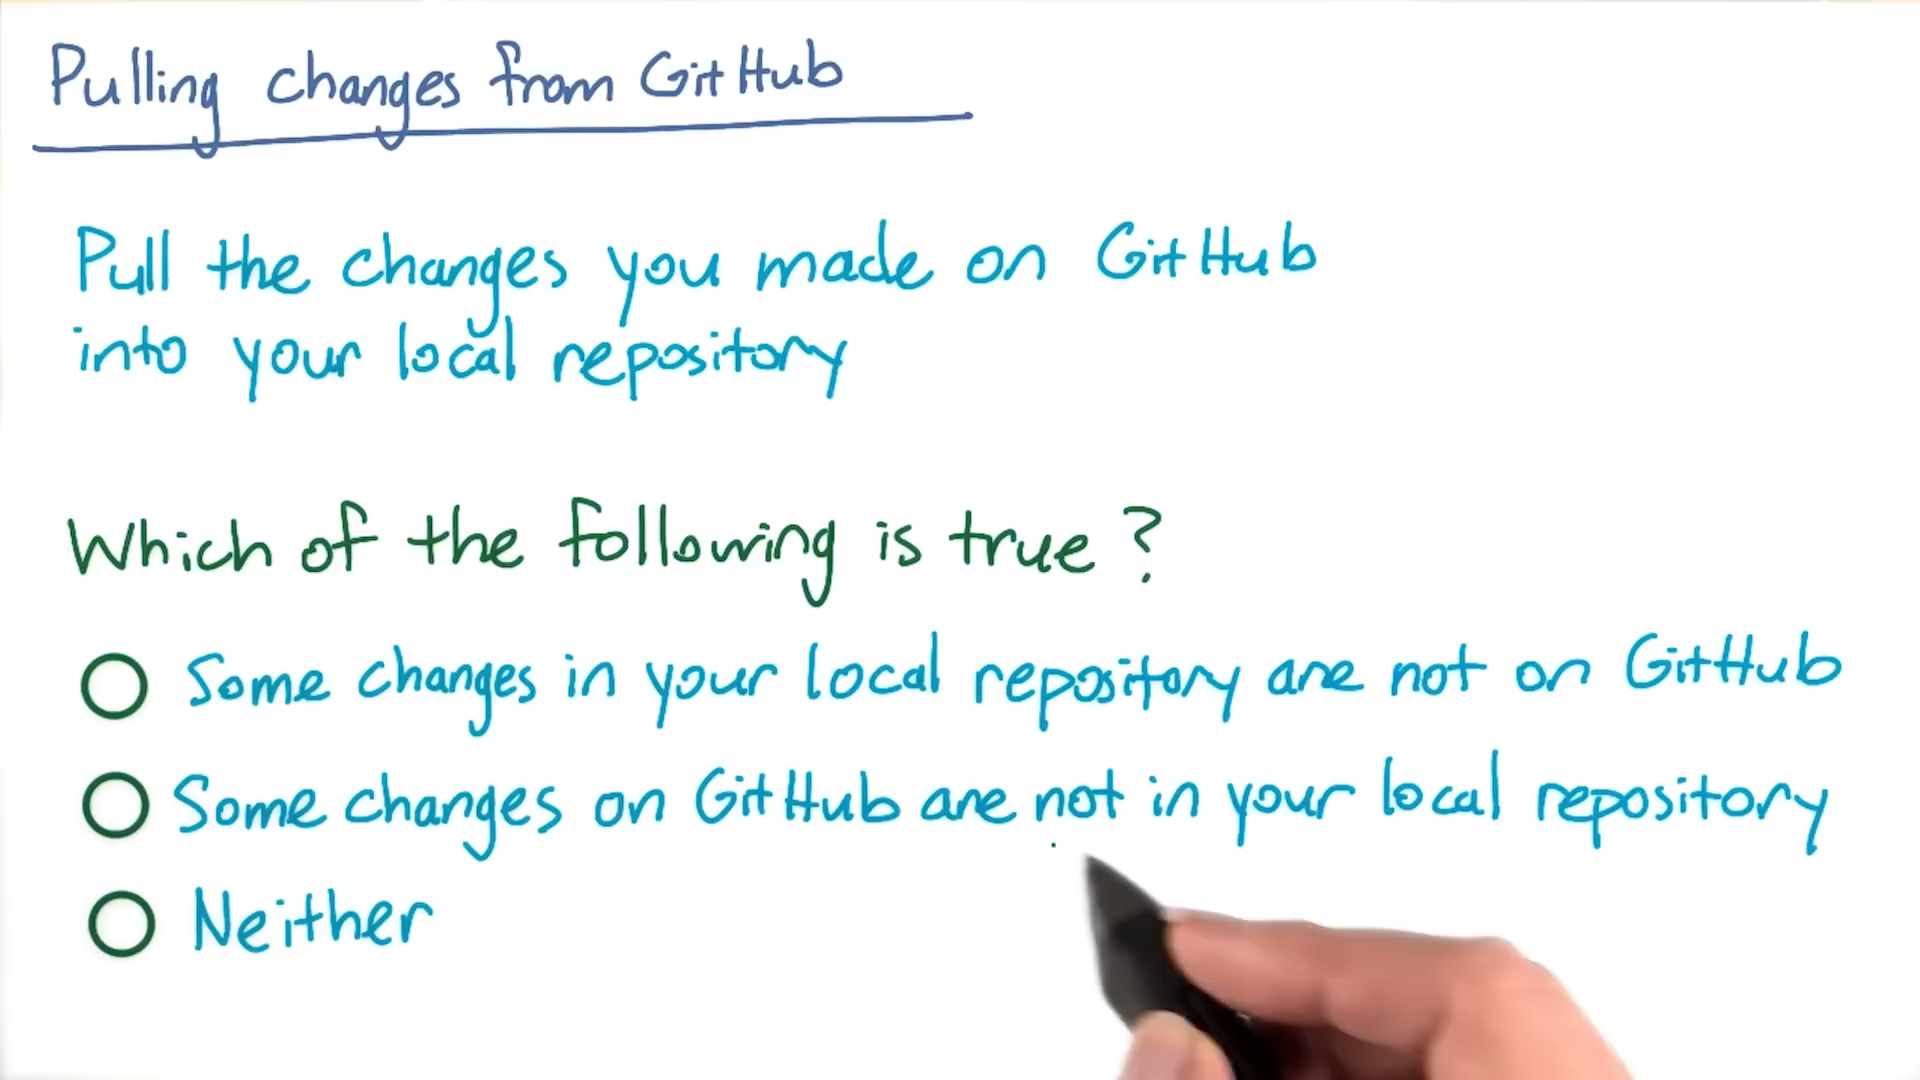 Pulling changes from GitHub
Pull the changes you made on GitHub
into your local repository
Which of the following is true?
Some changes in your local repository are not on GitHub
Some changes on GitHub are not in your local repository
Neither